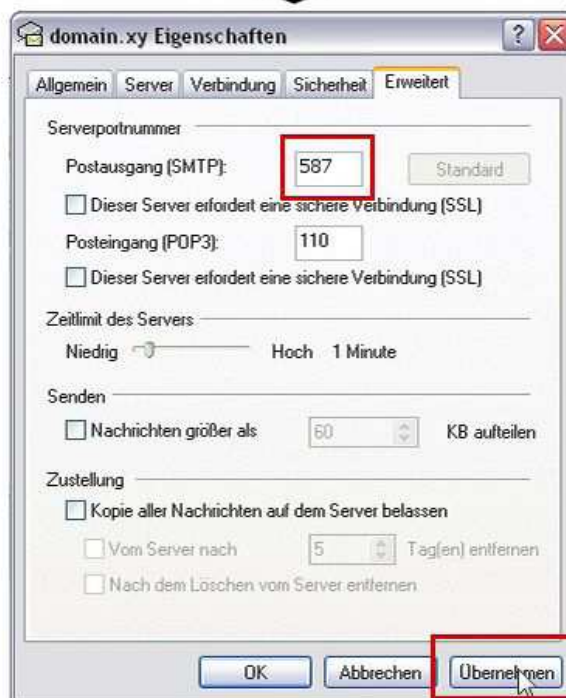 domain.xy Eigenschaften
Allgemein Server Verbindung Sicherheit Erweitert
Serverportnummer
Postausgang (SMTP): 587 Standard
Dieser Server erfordert eine sichere Verbindung (SSL)
Posteingang (POP3): 110
Dieser Server erfordert eine sichere Verbindung (SSL)
Zeitlimit des Servers
Niedrig Hoch 1 Minute
Senden
Nachrichten größer als 60 KB aufteilen
Zustellung
Kopie aller Nachrichten auf dem Server belassen
Vom Server nach 5 Tag(en) entfernen
Nach dem Löschen vom Server entfernen
OK Abbrechen Übernehmen